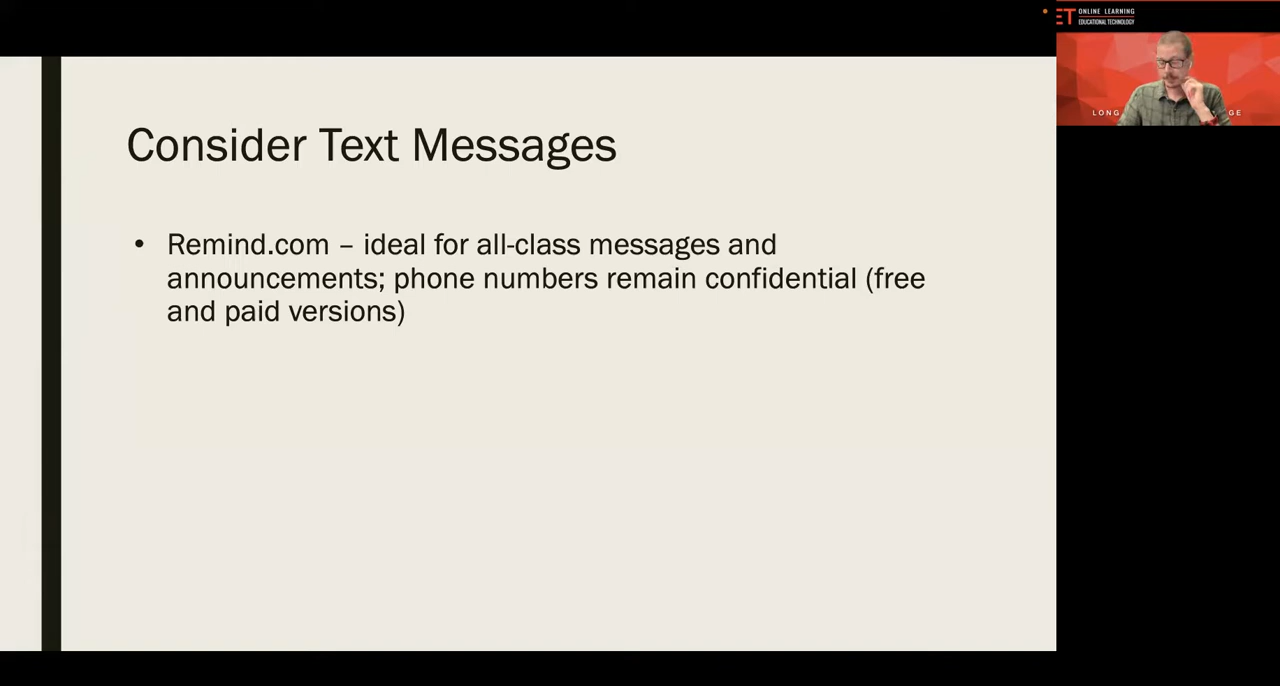 Consider Text Messages
• Remind.com – ideal for all-class messages and
announcements; phone numbers remain confidential (free
and paid versions)
ET ONLINE LEARNING
EDUCATIONAL TECHNOLOGY
LONG GE